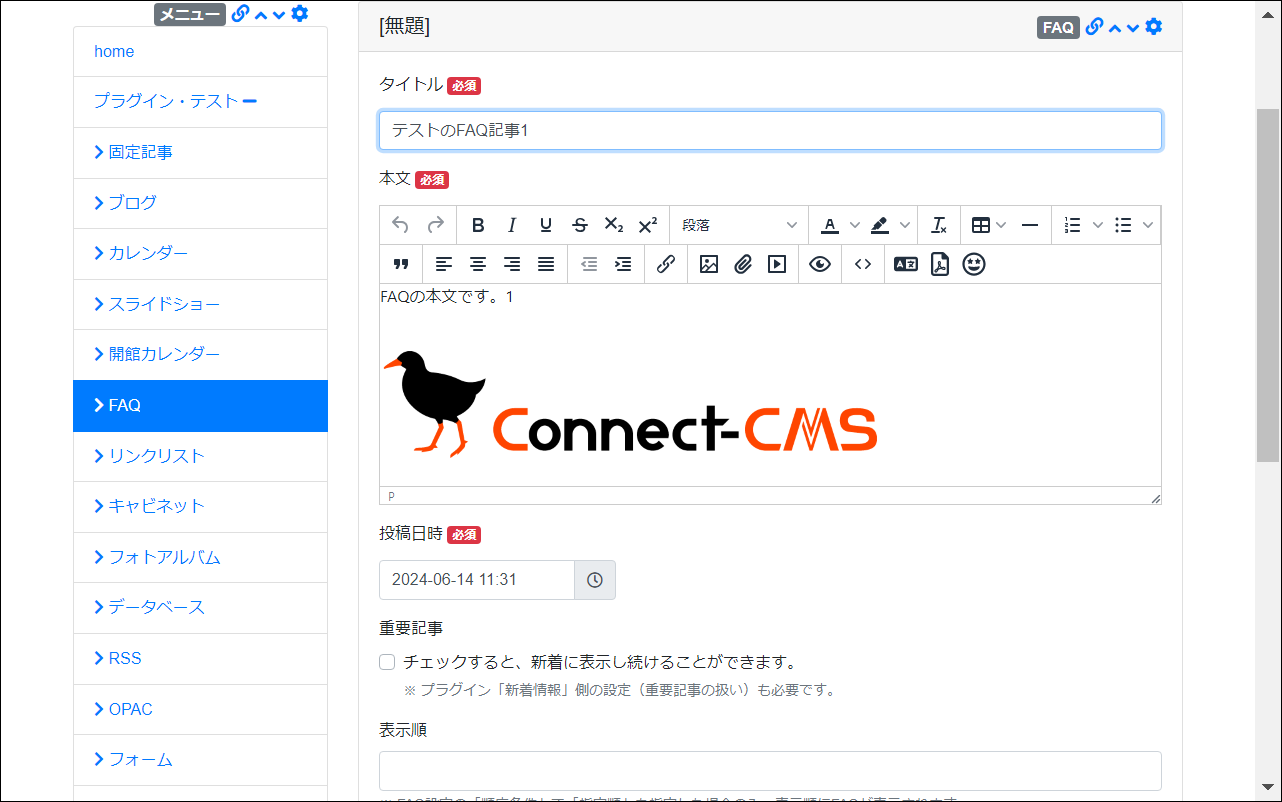 メニュー
home
プラグイン・テスト
固定記事
ブログ
カレンダー
スライドショー
開館カレンダー
FAQ
リンクリスト
キャビネット
フォトアルバム
データベース
RSS
OPAC
フォーム
[無題]
FAQ
タイトル 必須
テストのFAQ記事1
本文 必須
段落
FAQの本文です。1
Connect-CMS
P
投稿日時 必須
2024-06-14 11:31
重要記事
チェックすると、新着に表示し続けることができます。
※ プラグイン「新着情報」側の設定（重要記事の扱い）も必要です。
表示順